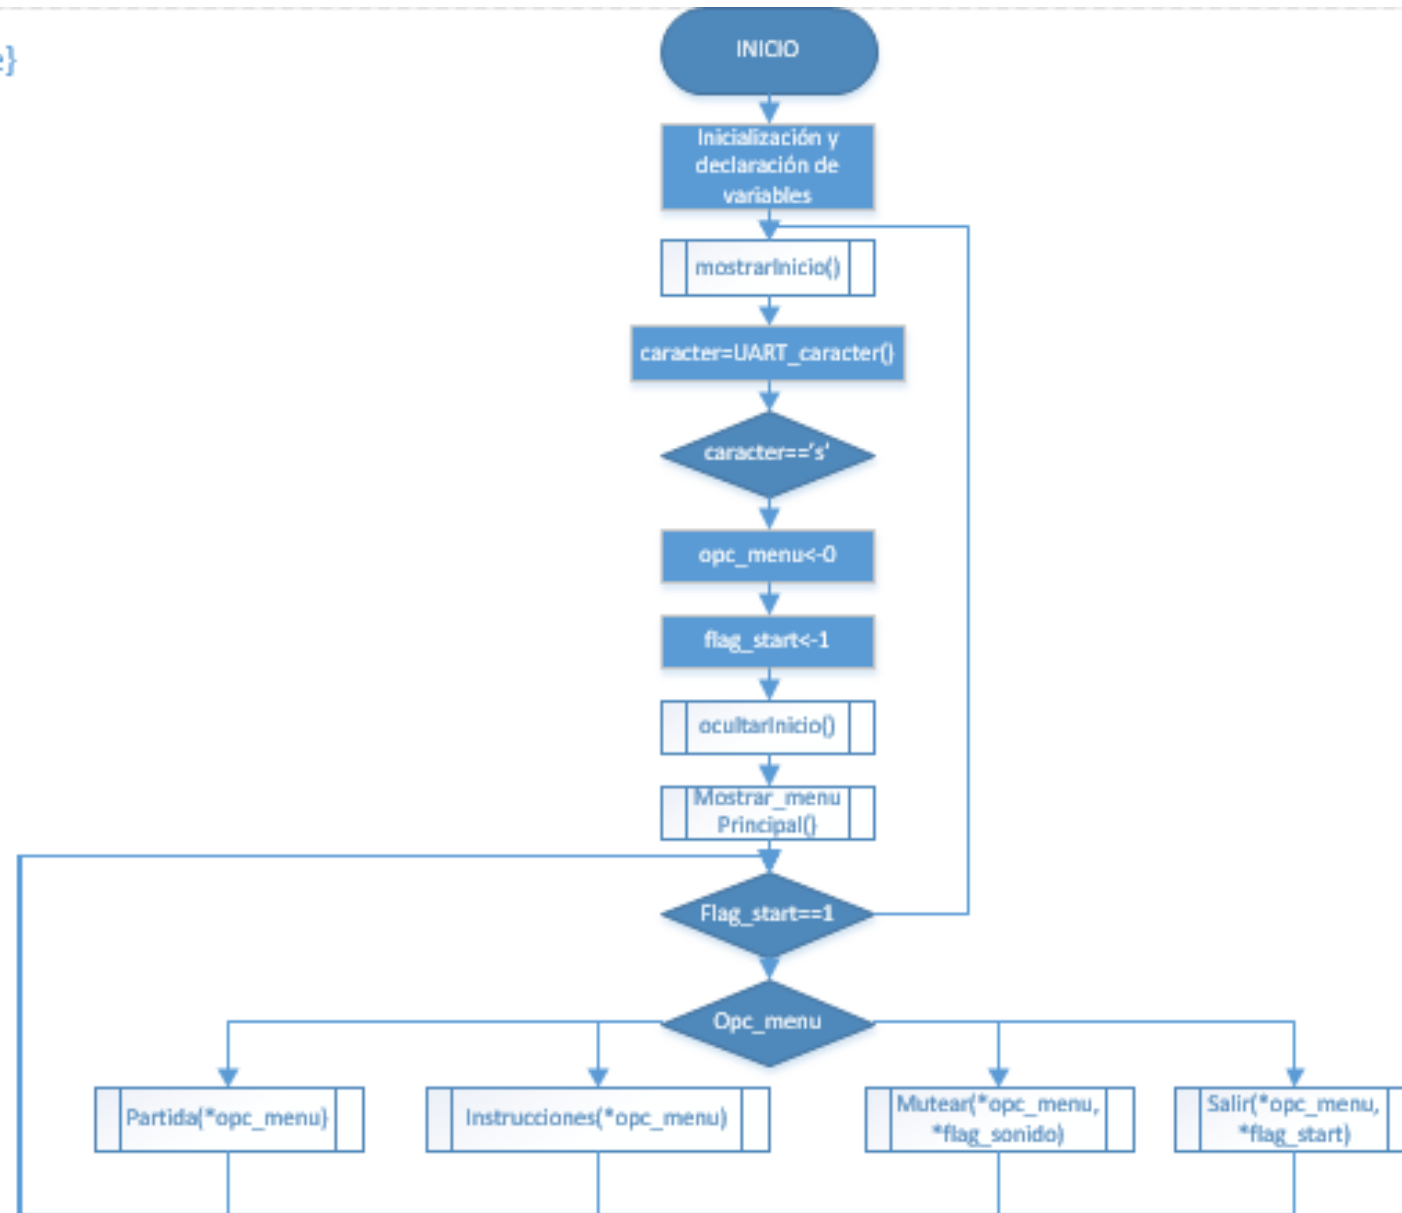 e}
INICIO
Inicialización y
declaración de
variables
mostrarInicio()
caracter=UART_caracter()
caracter=='s'
opc_menu<-0
flag_start<-1
ocultarInicio()
Mostrar_menu
Principal()
Flag_start==1
Opc_menu
Partida(*opc_menu)
Instrucciones(*opc_menu)
Mutear(*opc_menu,
*flag_sonido)
Salir(*opc_menu,
*flag_start)